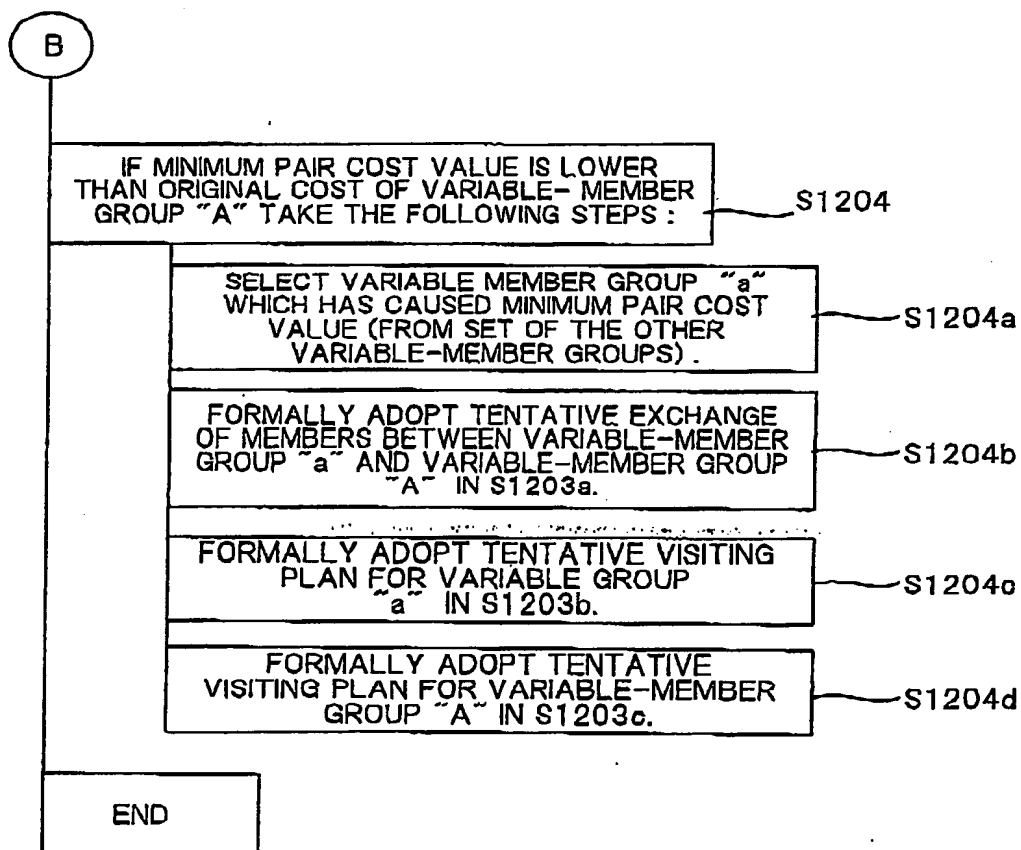 B
IF MINIMUM PAIR COST VALUE IS LOWER
THAN ORIGINAL COST OF VARIABLE- MEMBER
GROUP "A" TAKE THE FOLLOWING STEPS :
S1204
SELECT VARIABLE MEMBER GROUP "a"
WHICH HAS CAUSED MINIMUM PAIR COST
VALUE (FROM SET OF THE OTHER
VARIABLE-MEMBER GROUPS).
S1204a
FORMALLY ADOPT TENTATIVE EXCHANGE
OF MEMBERS BETWEEN VARIABLE-MEMBER
GROUP "a" AND VARIABLE-MEMBER GROUP
"A" IN S1203a.
S1204b
FORMALLY ADOPT TENTATIVE VISITING
PLAN FOR VARIABLE GROUP
"a" IN S1203b.
S1204c
FORMALLY ADOPT TENTATIVE
VISITING PLAN FOR VARIABLE-MEMBER
GROUP "A" IN S1203c.
S1204d
END